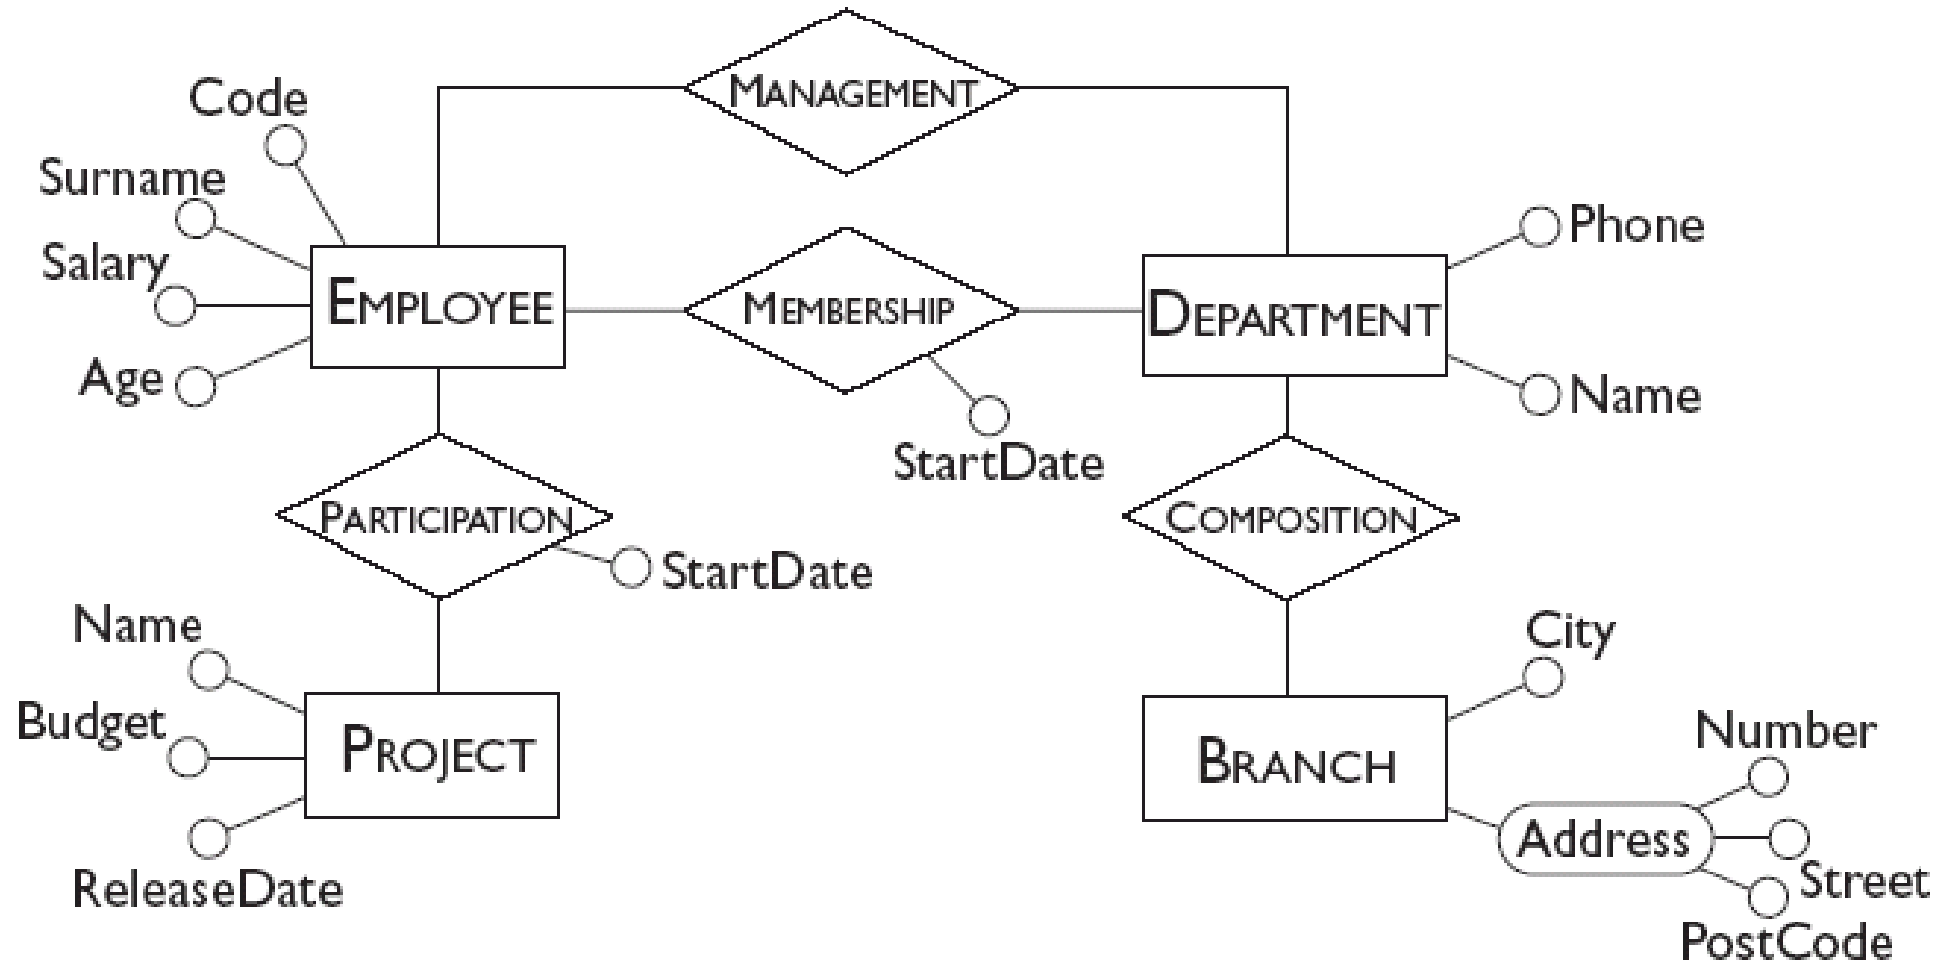 MANAGEMENT
Code
Surname
Salary
Age
EMPLOYEE
MEMBERSHIP
StartDate
DEPARTMENT
Phone
Name
PARTICIPATION
StartDate
COMPOSITION
Name
Budget
ReleaseDate
PROJECT
BRANCH
City
Address
Number
Street
PostCode